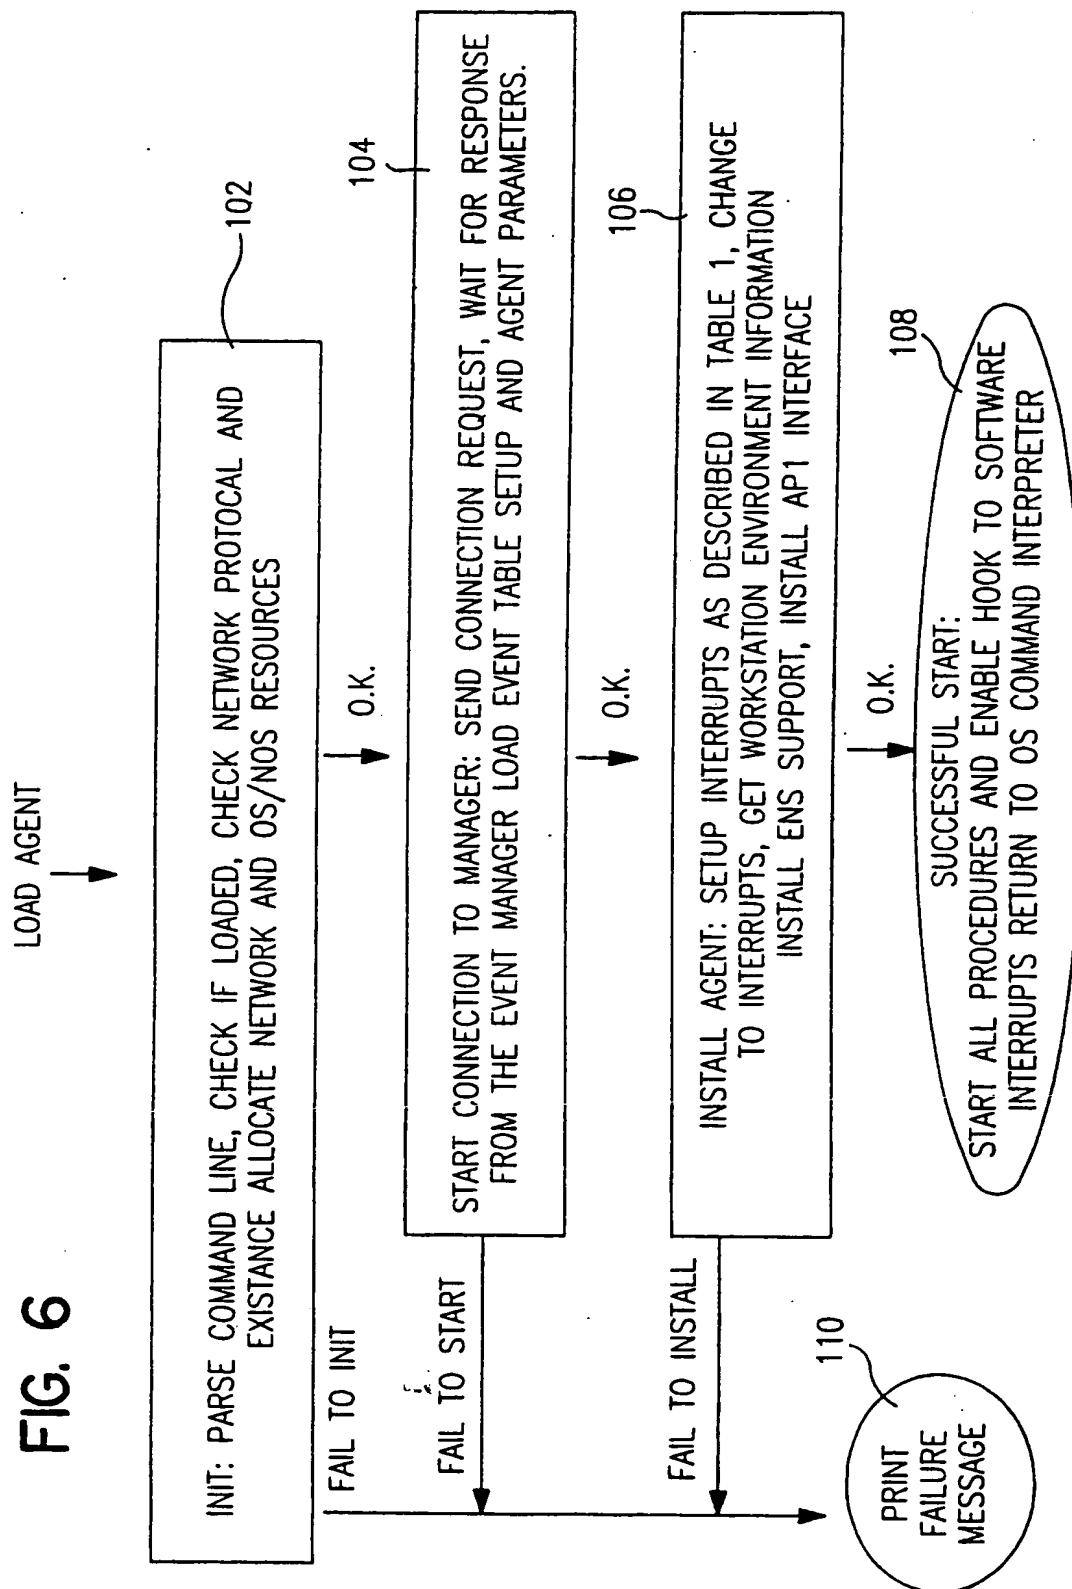 FIG. 6
LOAD AGENT
INIT: PARSE COMMAND LINE, CHECK IF LOADED, CHECK NETWORK PROTOCAL AND
EXISTANCE ALLOCATE NETWORK AND OS/NOS RESOURCES
102
FAIL TO INIT
O.K.
104
START CONNECTION TO MANAGER: SEND CONNECTION REQUEST, WAIT FOR RESPONSE
FROM THE EVENT MANAGER LOAD EVENT TABLE SETUP AND AGENT PARAMETERS.
FAIL TO START
O.K.
106
INSTALL AGENT: SETUP INTERRUPTS AS DESCRIBED IN TABLE 1, CHANGE
TO INTERRUPTS, GET WORKSTATION ENVIRONMENT INFORMATION
INSTALL ENS SUPPORT, INSTALL AP1 INTERFACE
FAIL TO INSTALL
O.K.
108
SUCCESSFUL START:
START ALL PROCEDURES AND ENABLE HOOK TO SOFTWARE
INTERRUPTS RETURN TO OS COMMAND INTERPRETER
110
PRINT
FAILURE
MESSAGE